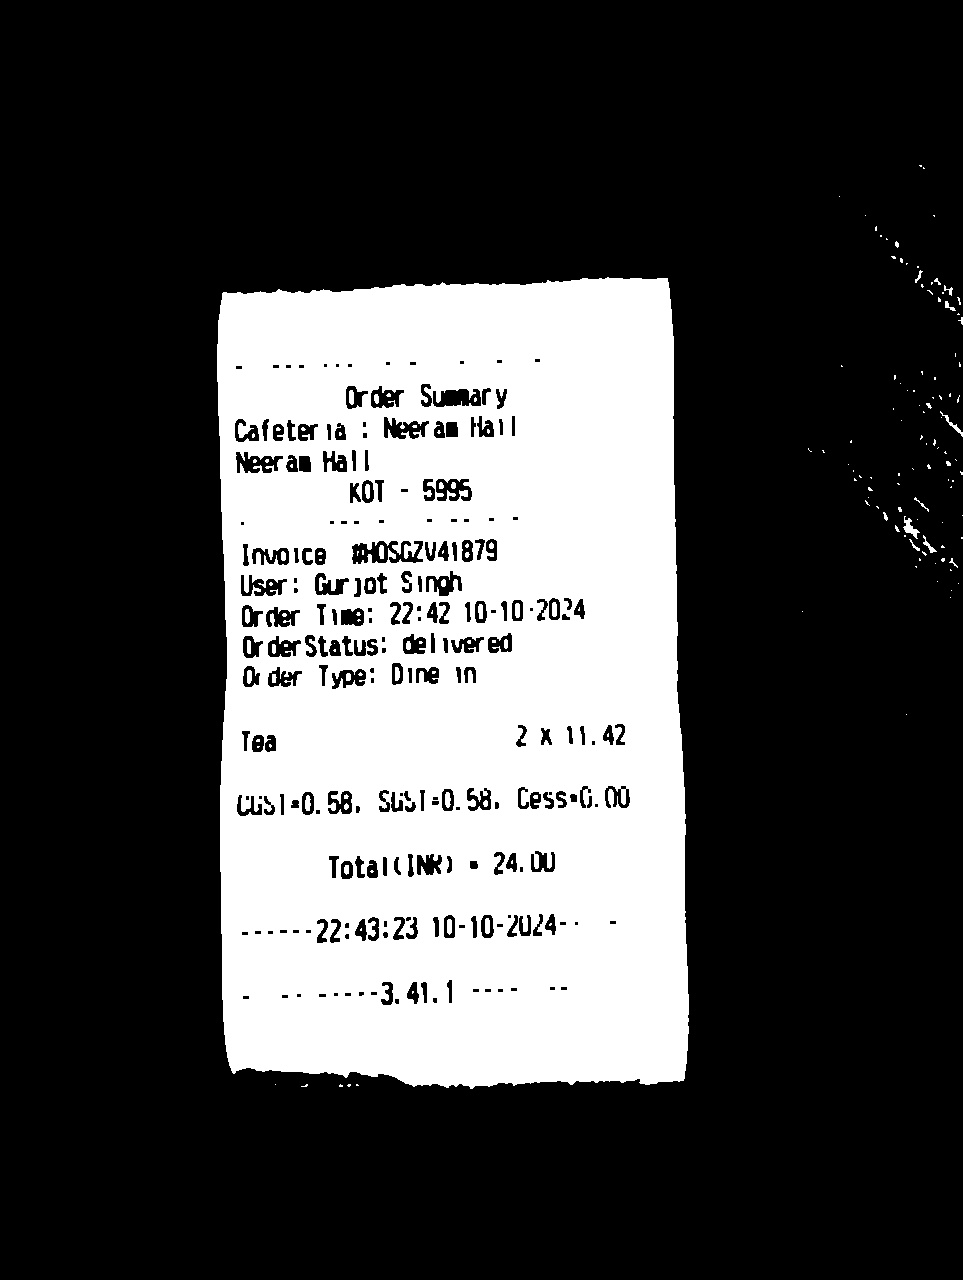 - --- --- - - - - -
Order Summary
Cafeteria : Neeram Hall
Neeram Hall
KOT - 5995
- --- - - -- - -
Invoice #HOSGZV41879
User: Gurjot Singh
Order Time: 22:42 10-10-2024
OrderStatus: delivered
Order Type: Dine in
Tea 2 X 11.42
CGST=0.58, SGST=0.58, Cess=0.00
Total(INR) = 24.00
------22:43:23 10-10-2024-- -
- -- ------3.41.1 ---- --